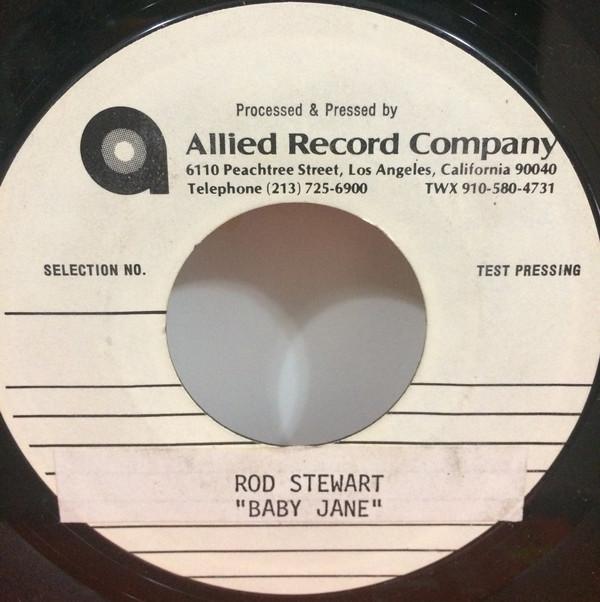 Processed & Pressed by
Allied Record Company
6110 Peachtree Street, Los Angeles, California 90040
Telephone (213) 725-6900 TWX 910-580-4731
SELECTION NO. TEST PRESSING
ROD STEWART
"BABY JANE"